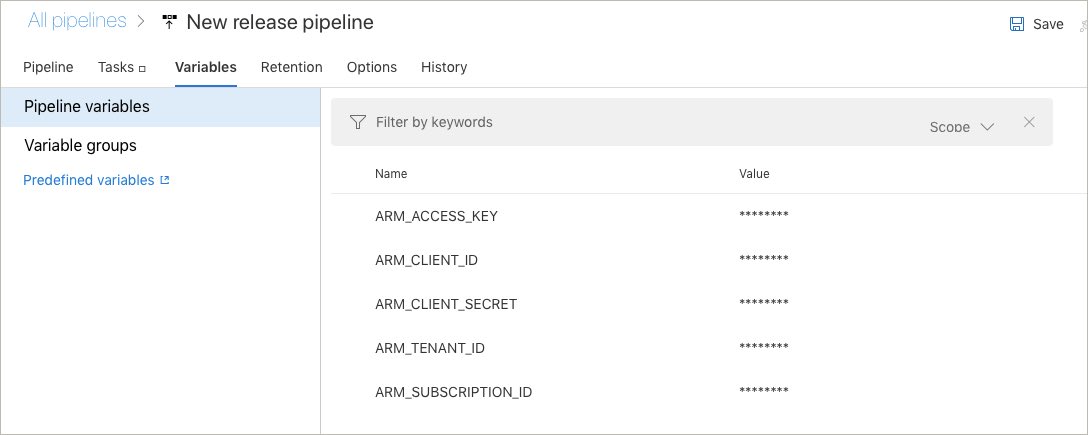 All pipelines > New release pipeline Save
Pipeline Tasks Variables Retention Options History
Pipeline variables
Variable groups
Predefined variables
Filter by keywords Scope
Name Value
ARM_ACCESS_KEY ********
ARM_CLIENT_ID ********
ARM_CLIENT_SECRET ********
ARM_TENANT_ID ********
ARM_SUBSCRIPTION_ID ********